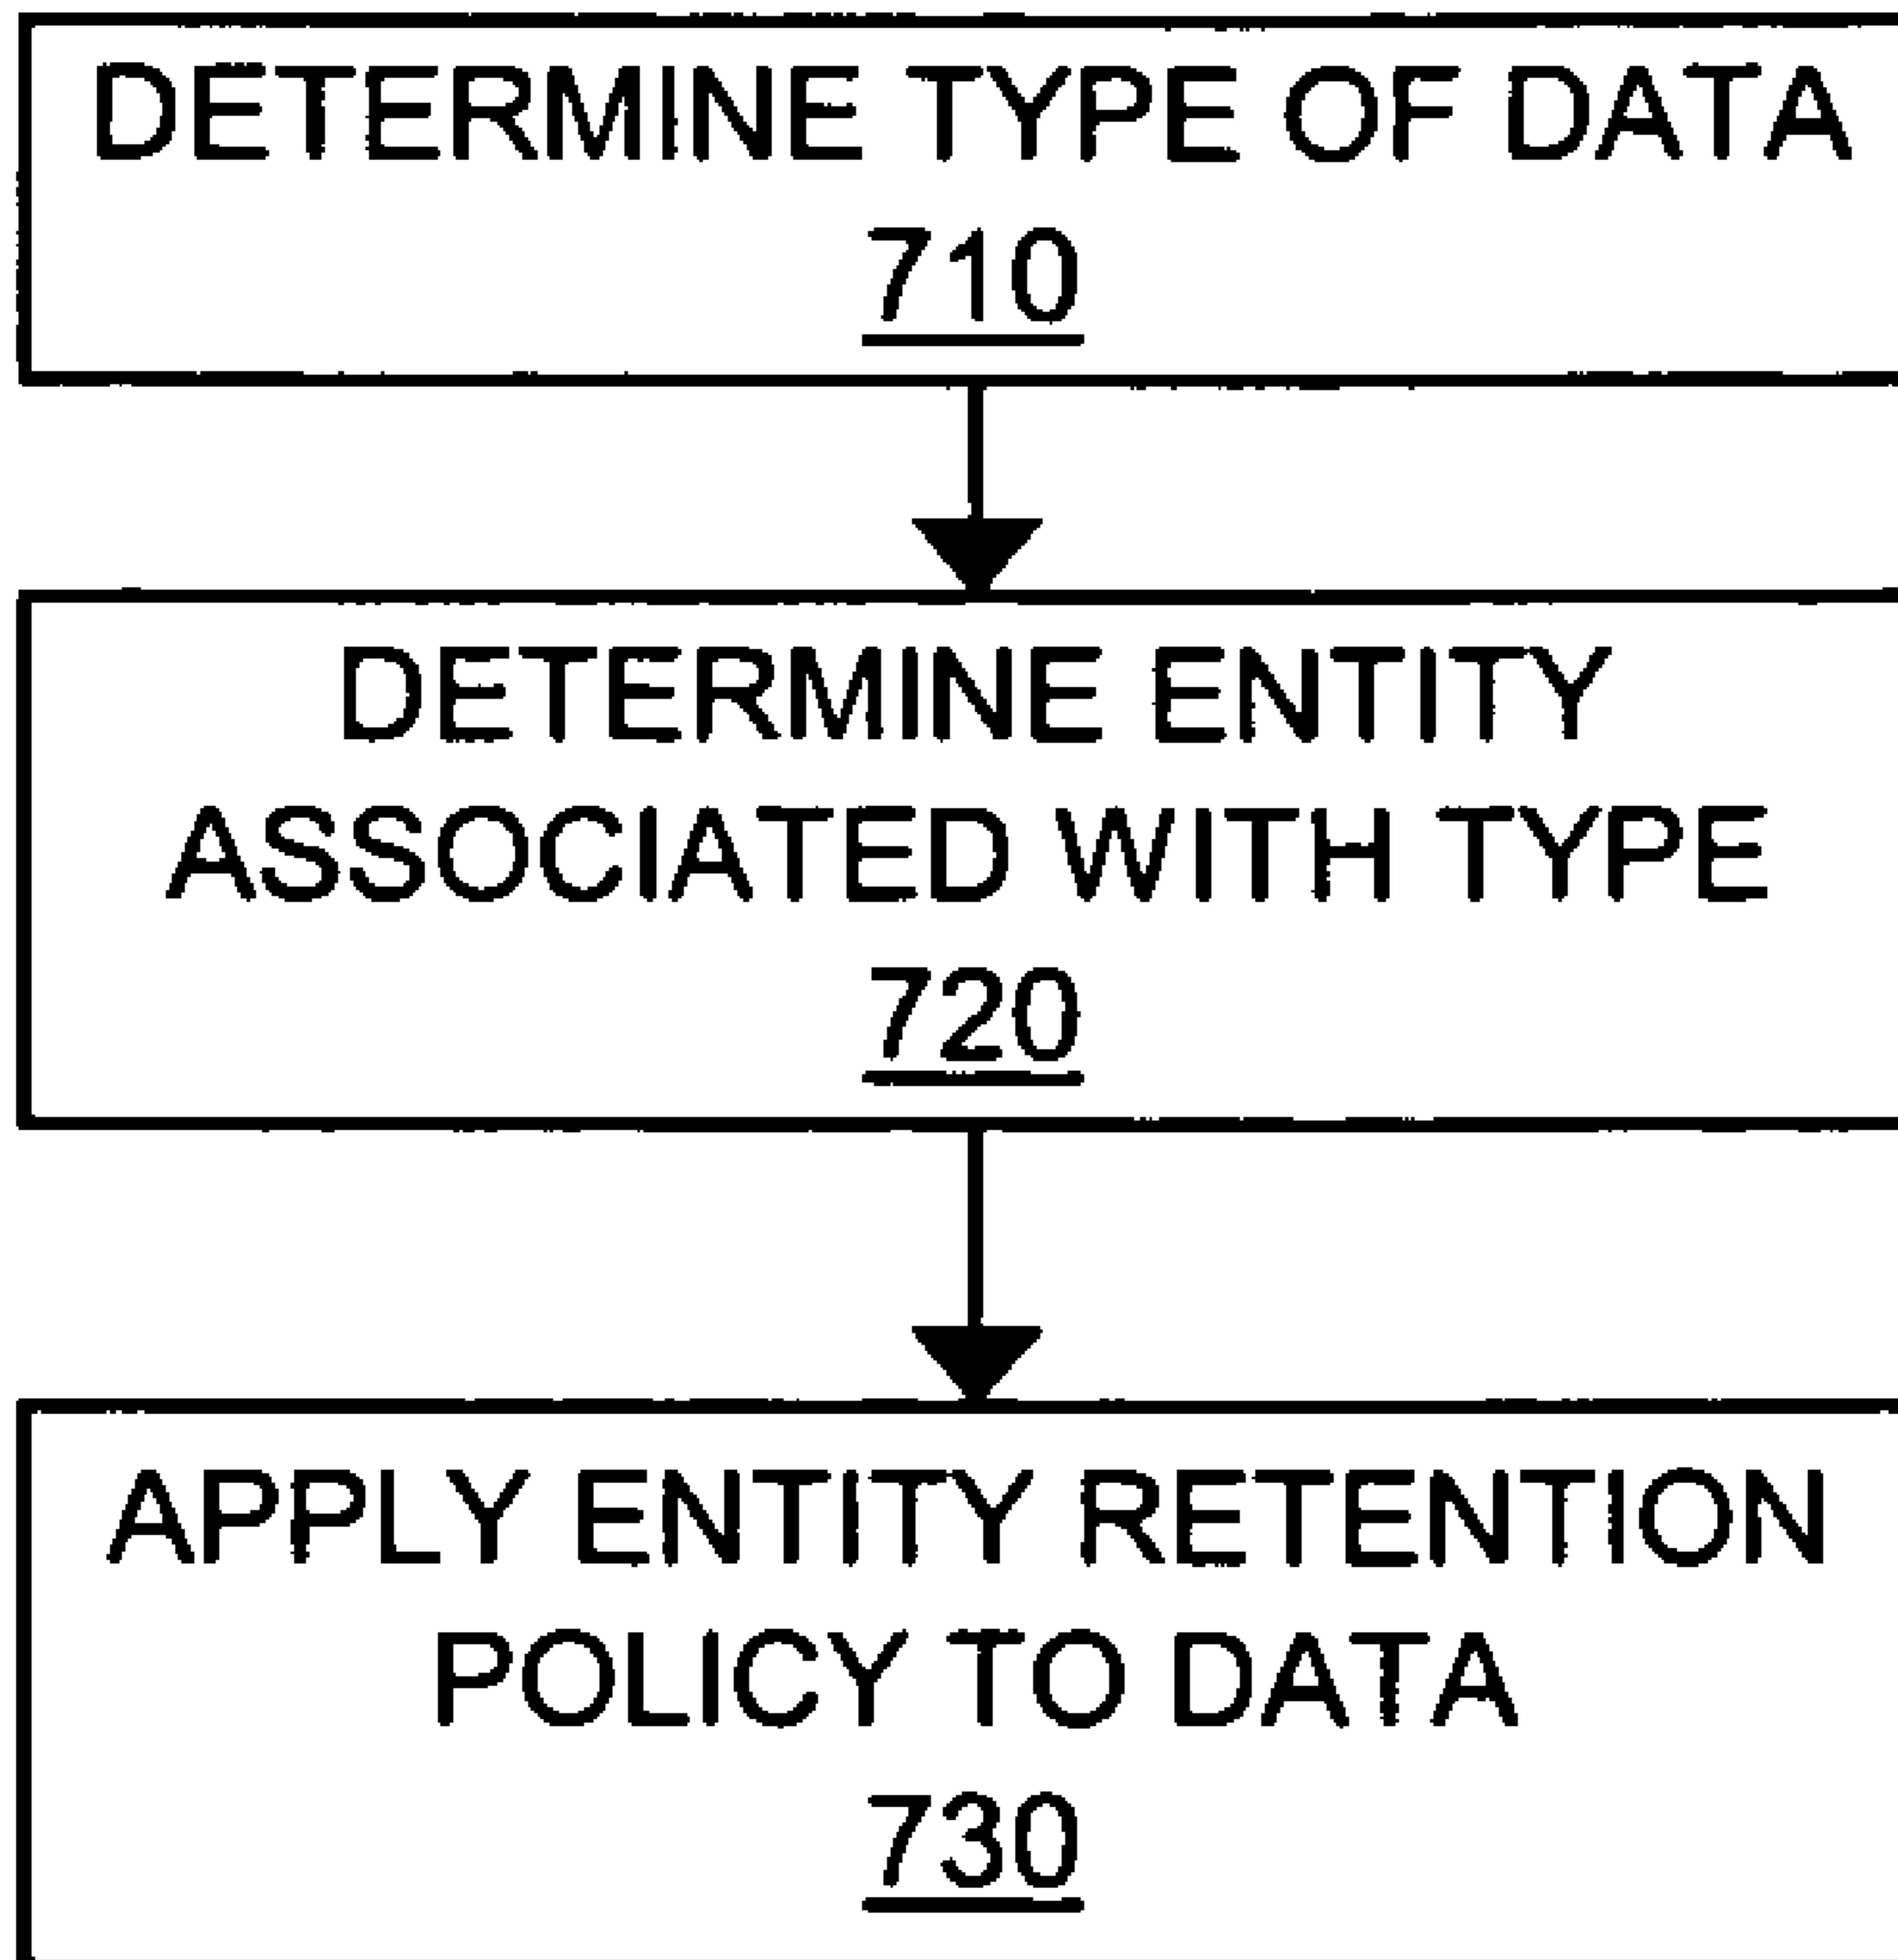 DETERMINE TYPE OF DATA
710
DETERMINE ENTITY
ASSOCIATED WITH TYPE
720
APPLY ENTITY RETENTION
POLICY TO DATA
730